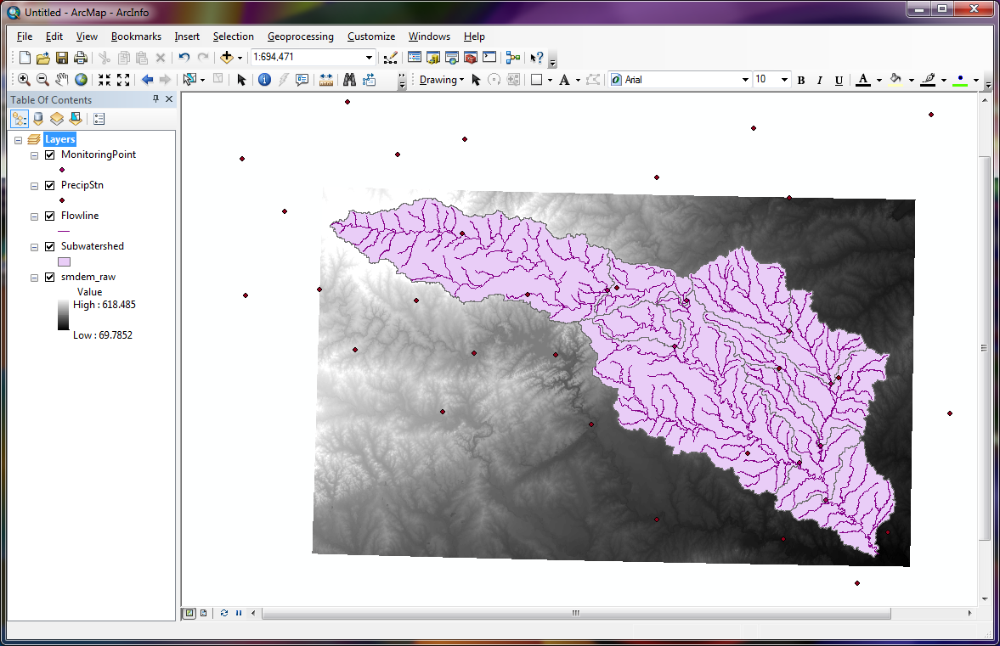 Untitled - ArcMap - ArcInfo
File Edit View Bookmarks Insert Selection Geoprocessing Customize Windows Help
1:694,471
Drawing A Arial 10 B I U A
Table Of Contents
Layers
MonitoringPoint
PrecipStn
Flowline
Subwatershed
smdem_raw
Value
High : 618.485
Low : 69.7852